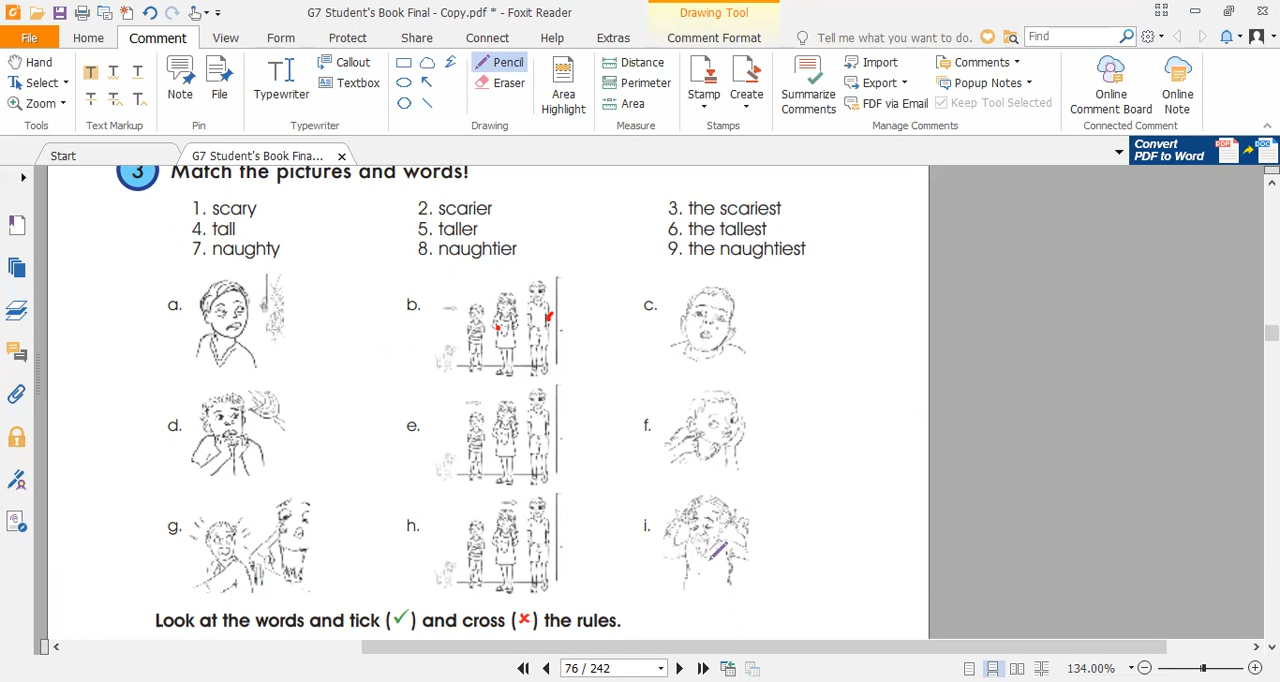 G7 Student's Book Final - Copy.pdf * - Foxit Reader
Drawing Tool
File Home Comment View Form Protect Share Connect Help Extras Comment Format Tell me what you want to do. Find
Hand
Select
Zoom
Tools
T T T
T T T
Text Markup
Note
File
Pin
Typewriter
Callout
Textbox
Typewriter
Pencil
Eraser
Drawing
Area
Highlight
Distance
Perimeter
Area
Measure
Stamp
Create
Stamps
Summarize
Comments
Import
Export
FDF via Email
Comments
Popup Notes
Keep Tool Selected
Manage Comments
Online
Comment Board
Online
Note
Connected Comment
Start
G7 Student's Book Fina...
Convert
PDF to Word
3 Match the pictures and words!
1. scary 2. scarier 3. the scariest
4. tall 5. taller 6. the tallest
7. naughty 8. naughtier 9. the naughtiest
a. b. c.
d. e. f.
g. h. i.
Look at the words and tick (✓) and cross (✗) the rules.
76 / 242
134.00%